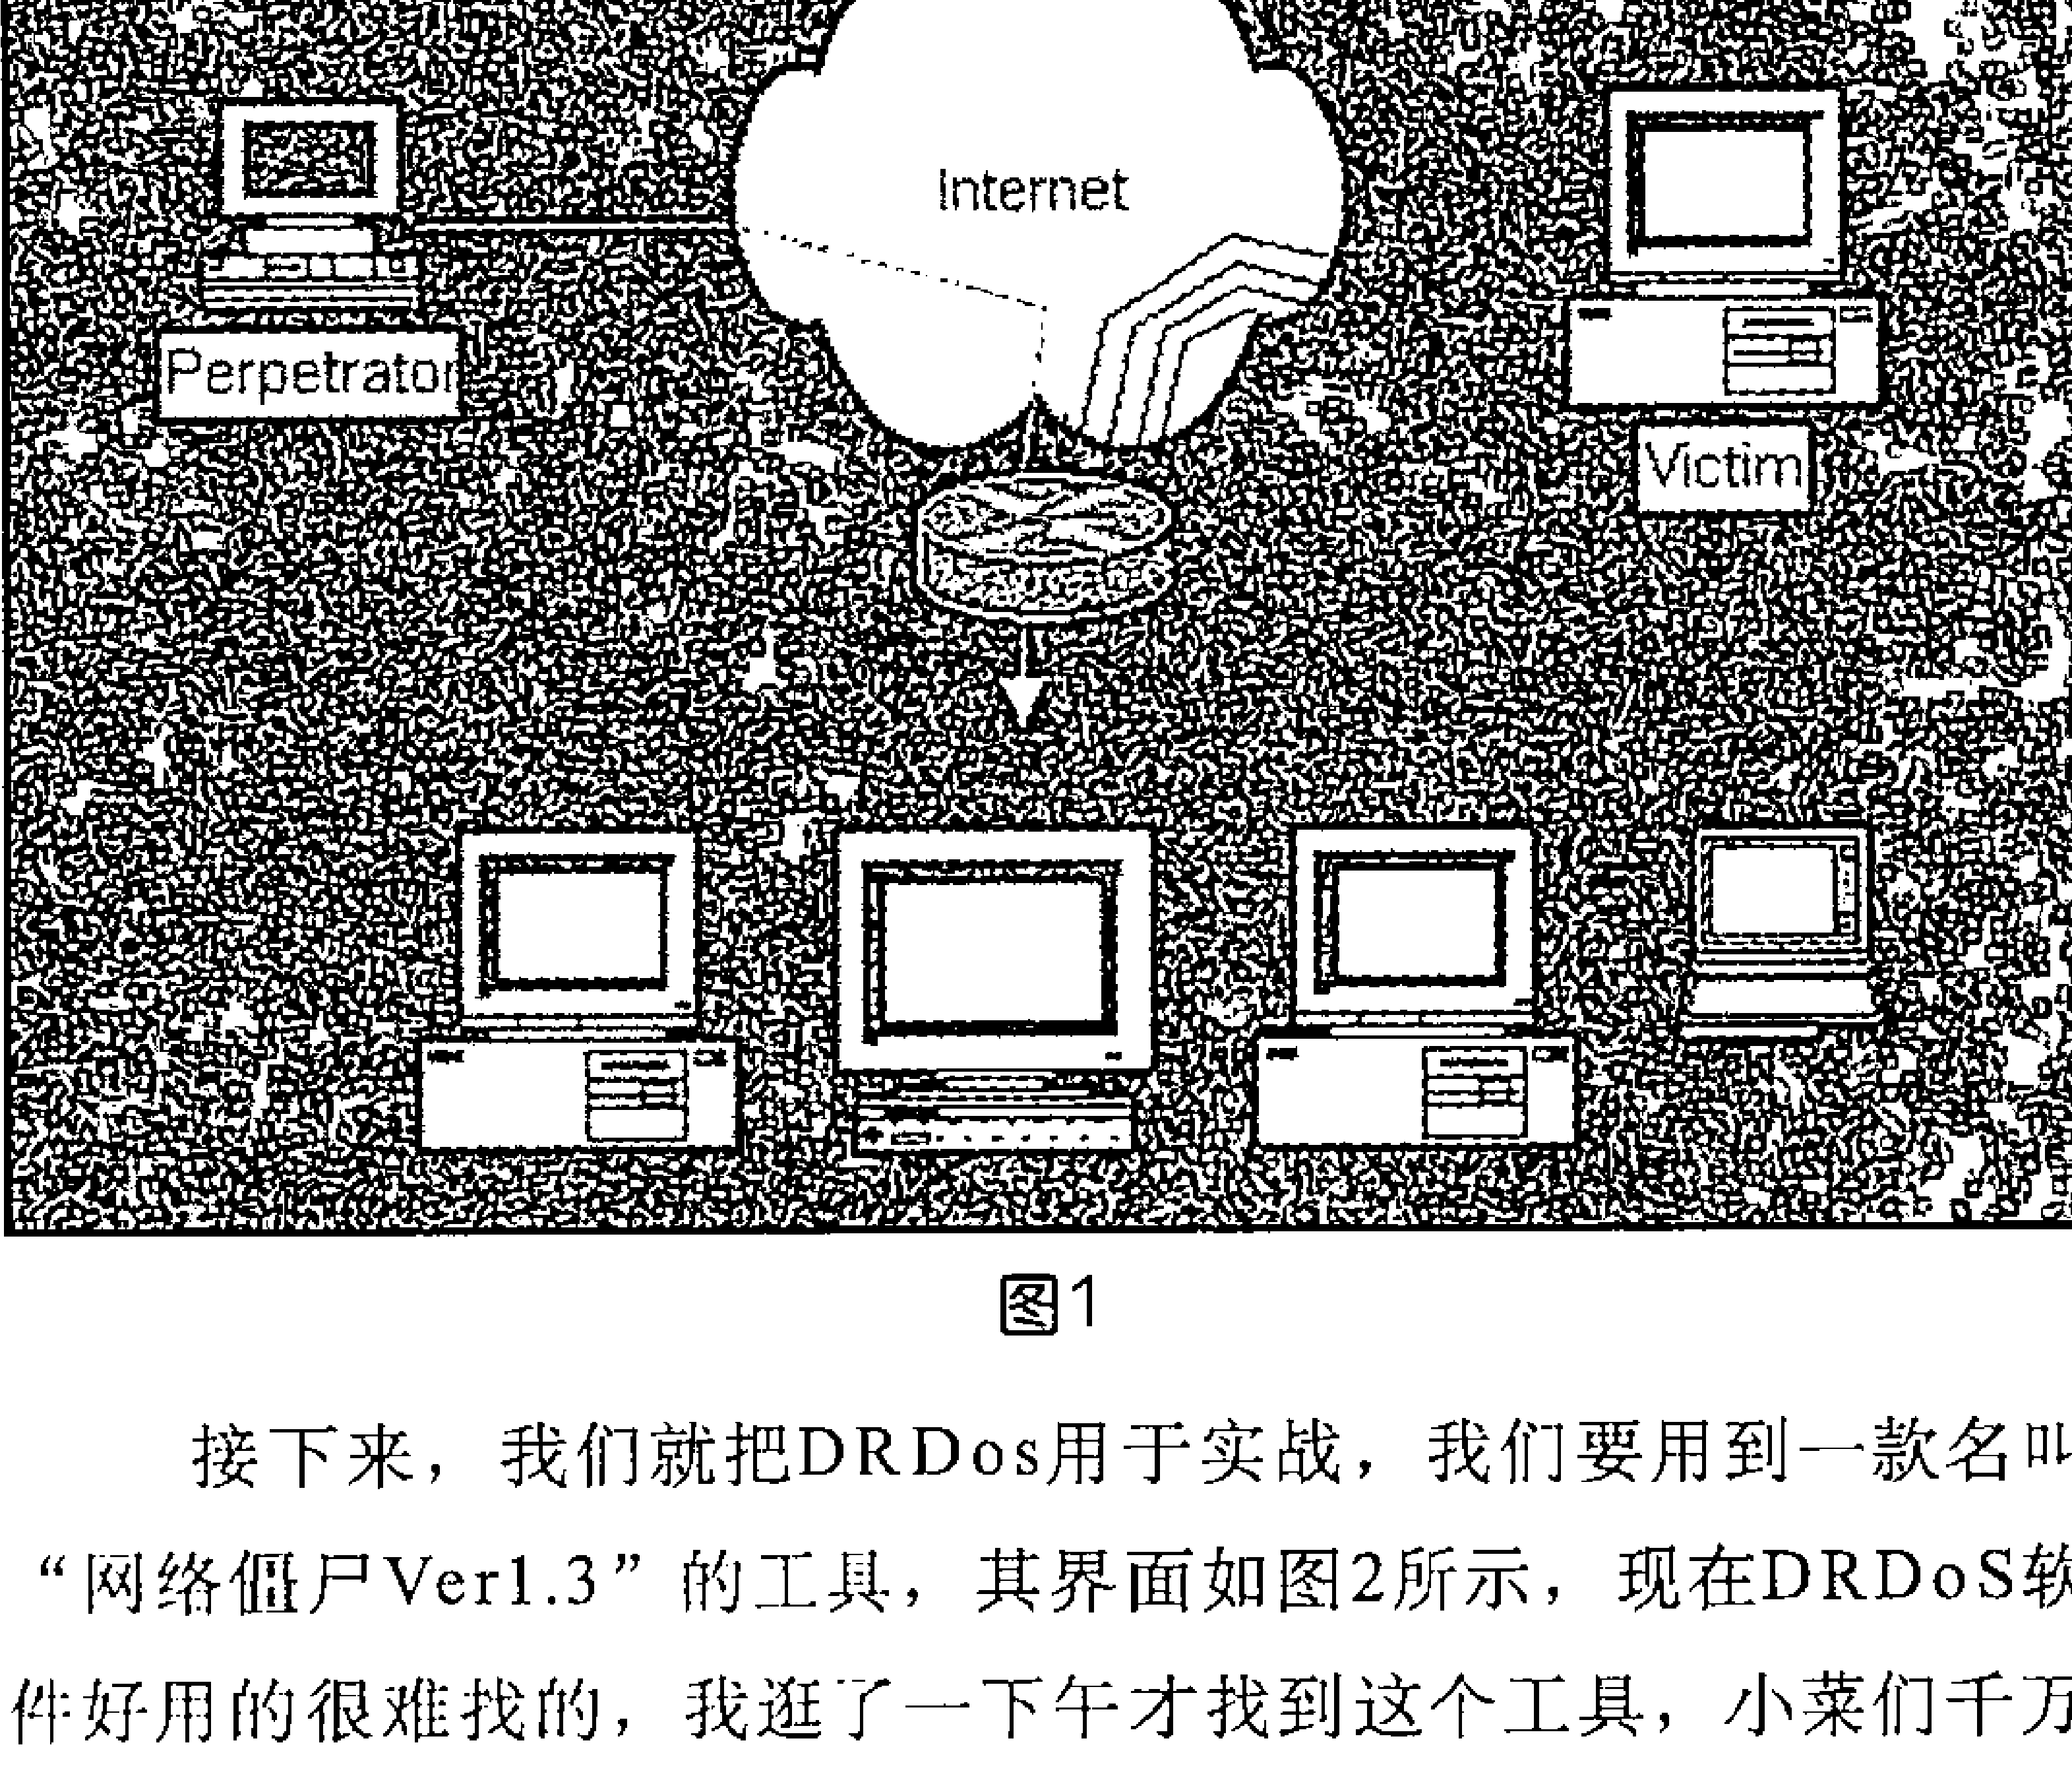 Internet
Perpetrator
Victim
图1
接下来，我们就把DRDos用于实战，我们要用到一款名叫
“网络僵尸Ver1.3”的工具，其界面如图2所示，现在DRDoS软
件好用的很难找的，我逛了一下午才找到这个工具，小菜们千万